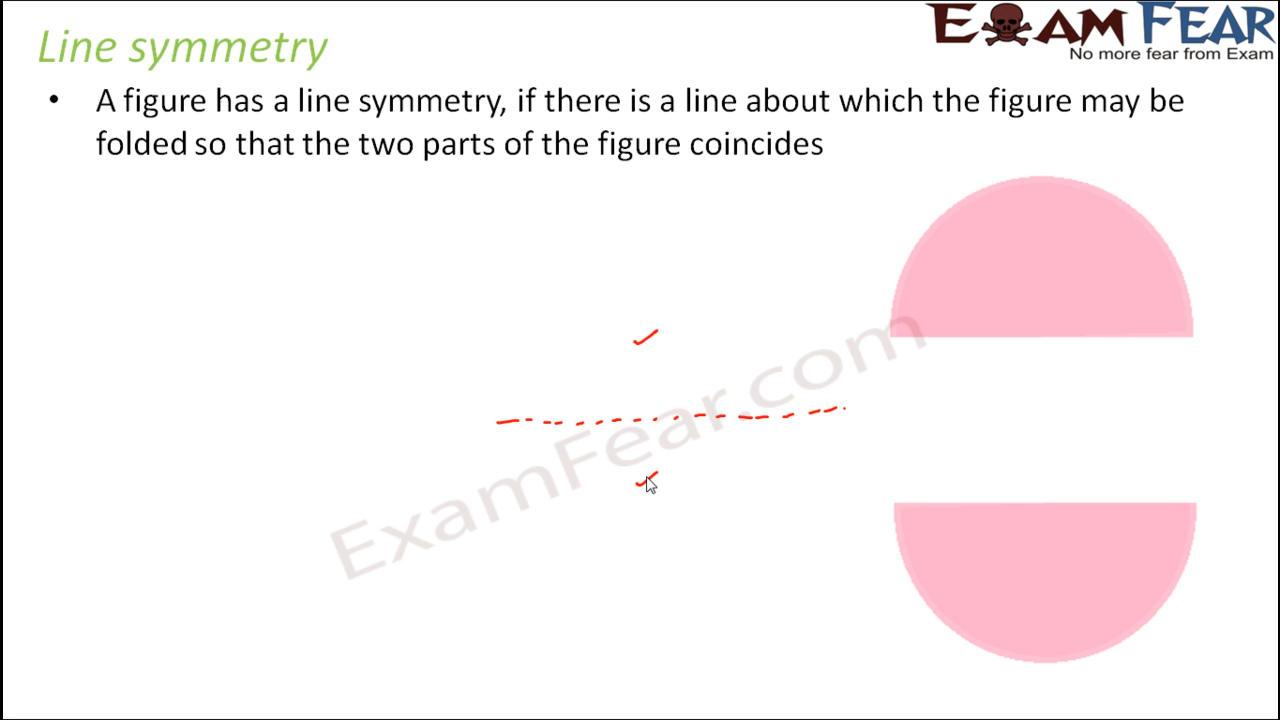 Line symmetry
EXAM FEAR
No more fear from Exam
• A figure has a line symmetry, if there is a line about which the figure may be
folded so that the two parts of the figure coincides
ExamFear.com